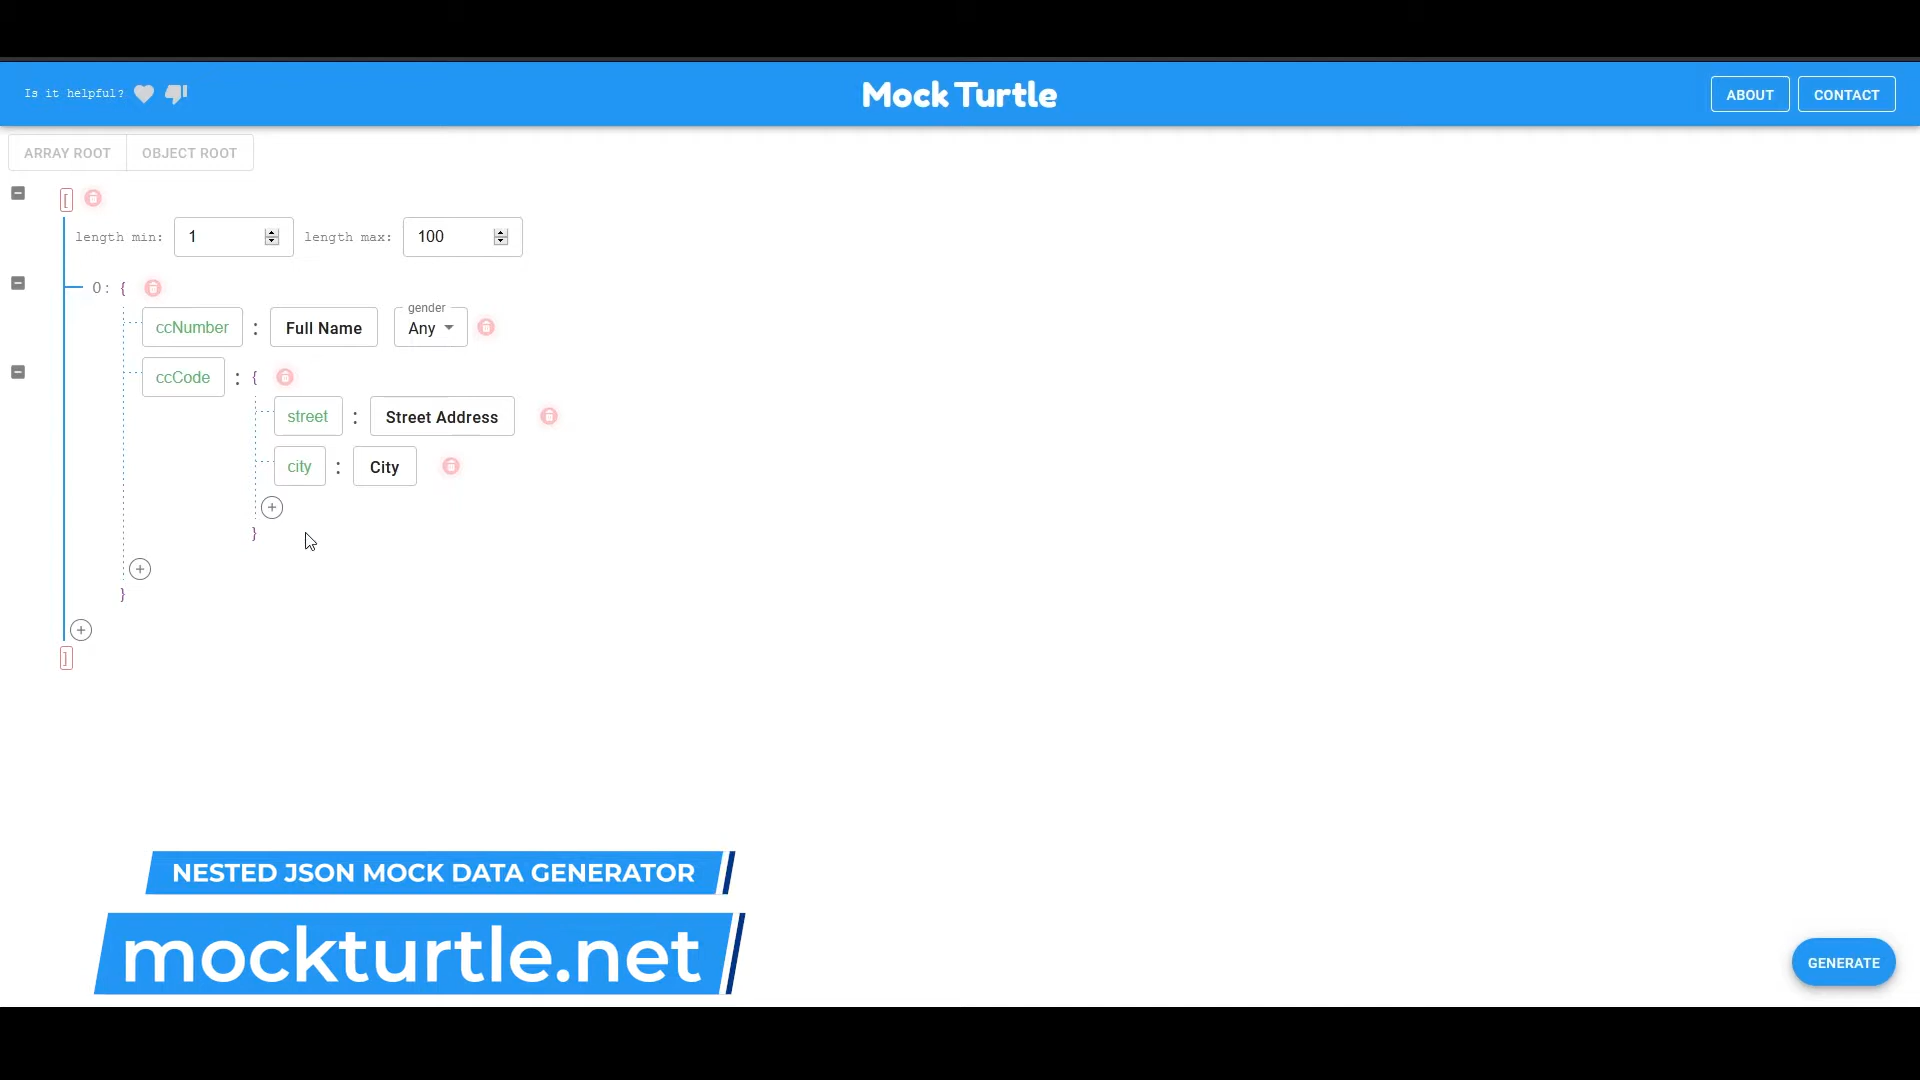 Is it helpful?
Mock Turtle
ABOUT CONTACT
ARRAY ROOT OBJECT ROOT
[
length min: 1 length max: 100
0: {
gender
ccNumber : Full Name Any
ccCode : {
street : Street Address
city : City
}
}
]
NESTED JSON MOCK DATA GENERATOR
mockturtle.net
GENERATE